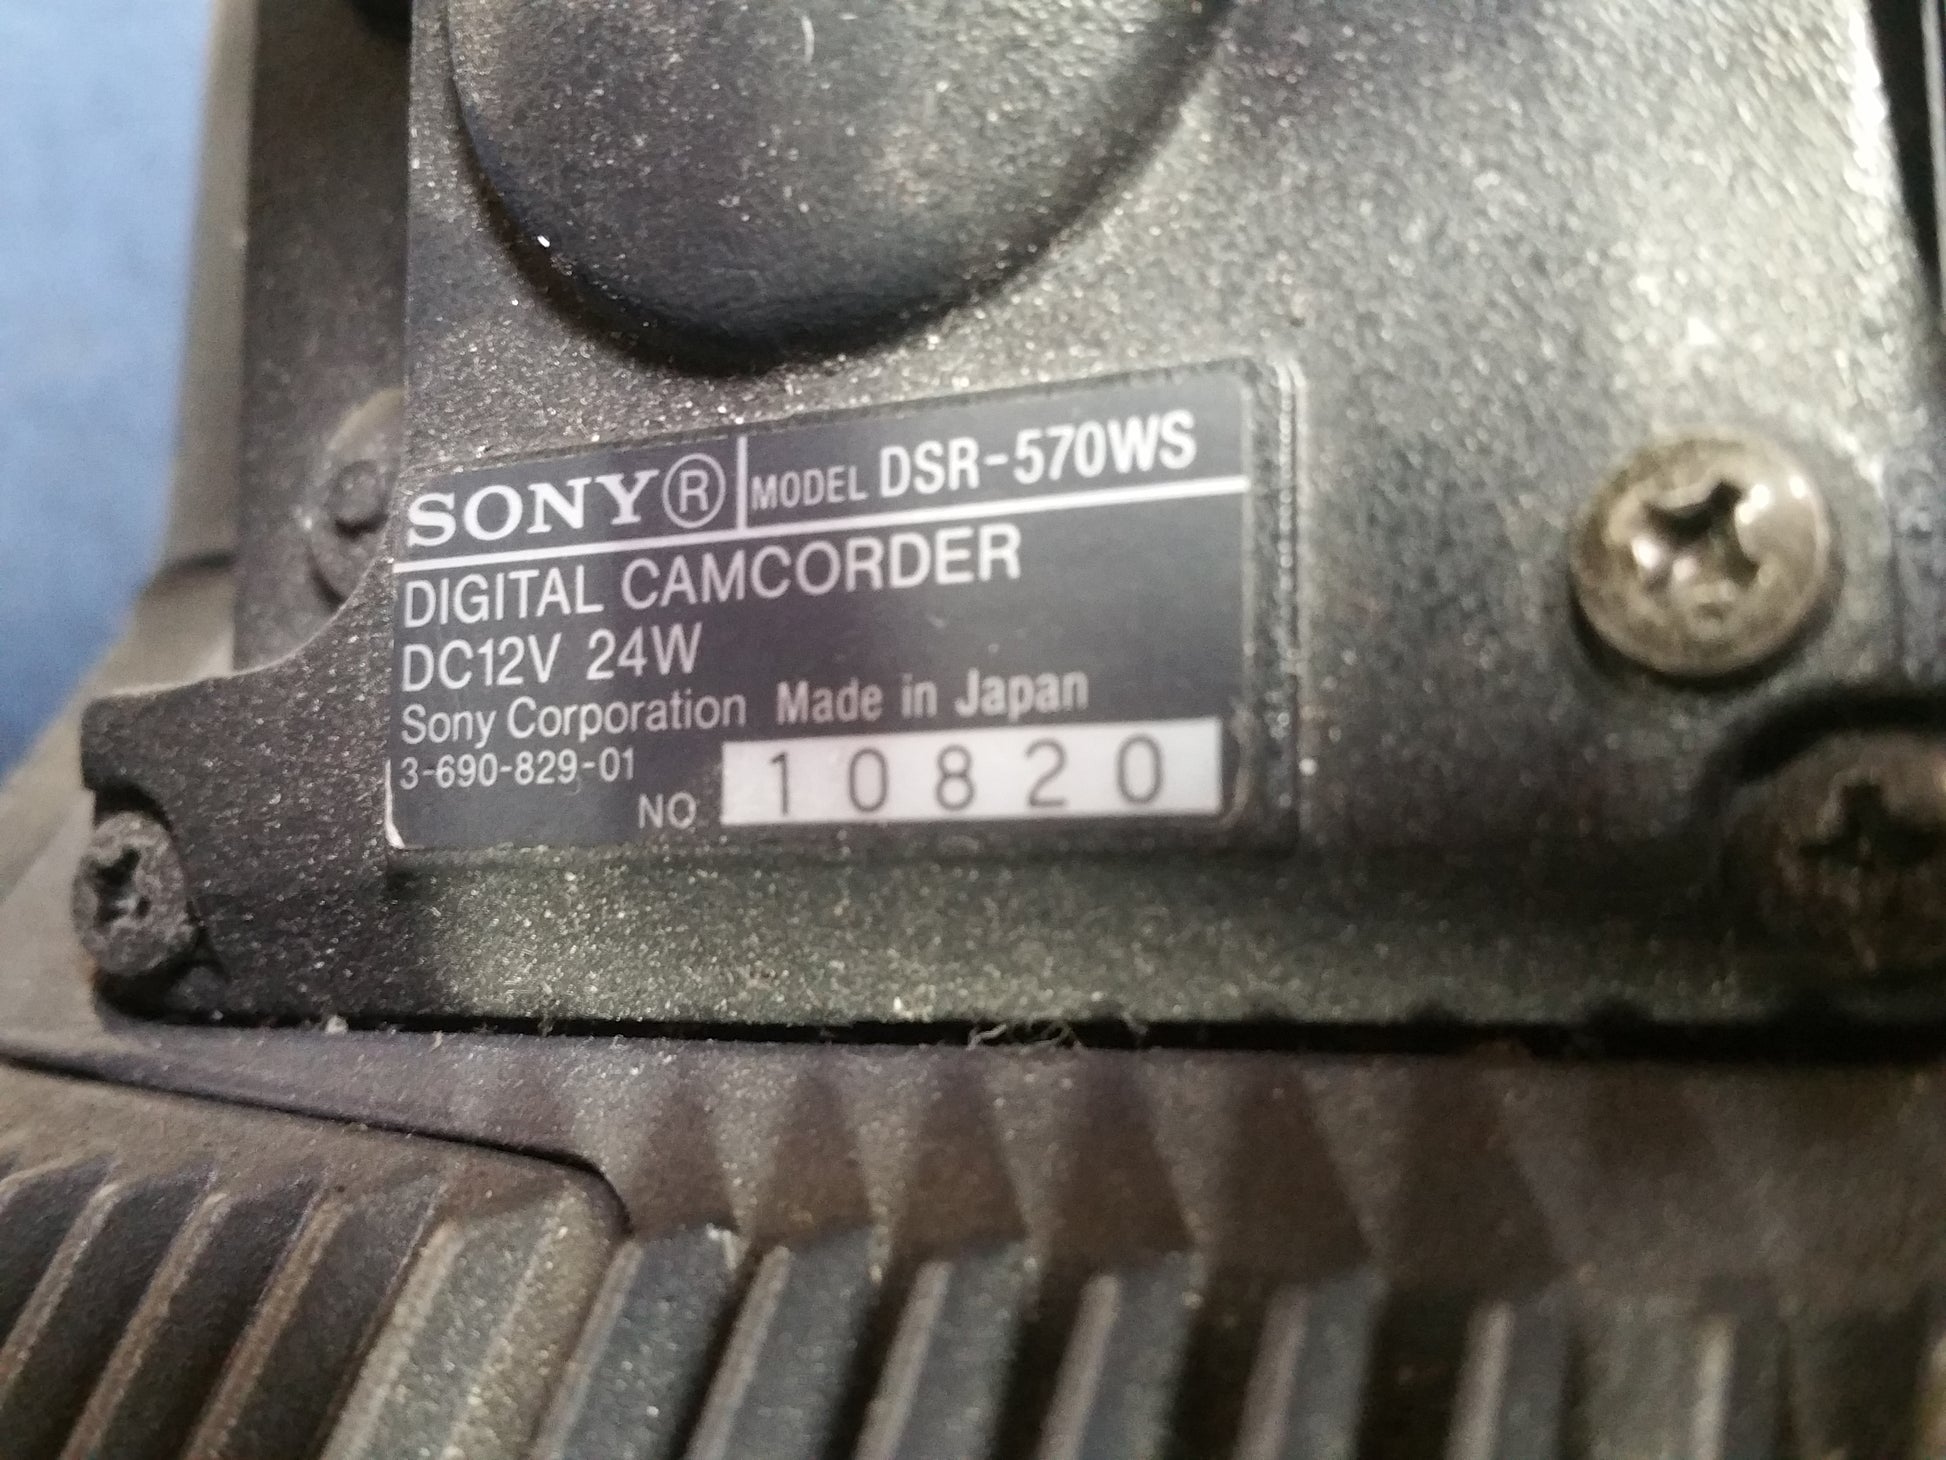 SONY® MODEL DSR-570WS
DIGITAL CAMCORDER
DC12V 24W
Sony Corporation Made in Japan
3-690-829-01
NO 10820